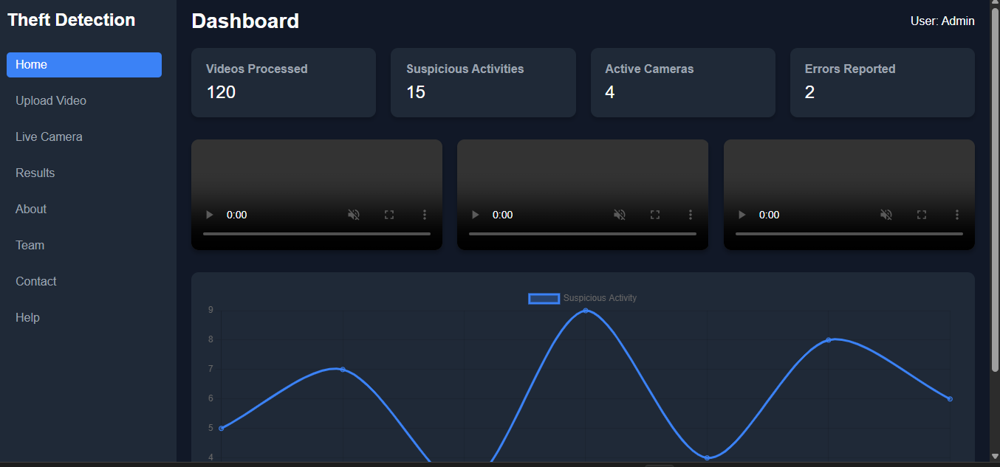 Theft Detection
Home
Upload Video
Live Camera
Results
About
Team
Contact
Help
Dashboard
User: Admin
Videos Processed
120
Suspicious Activities
15
Active Cameras
4
Errors Reported
2
0:00
0:00
0:00
Suspicious Activity
9
8
7
6
5
4